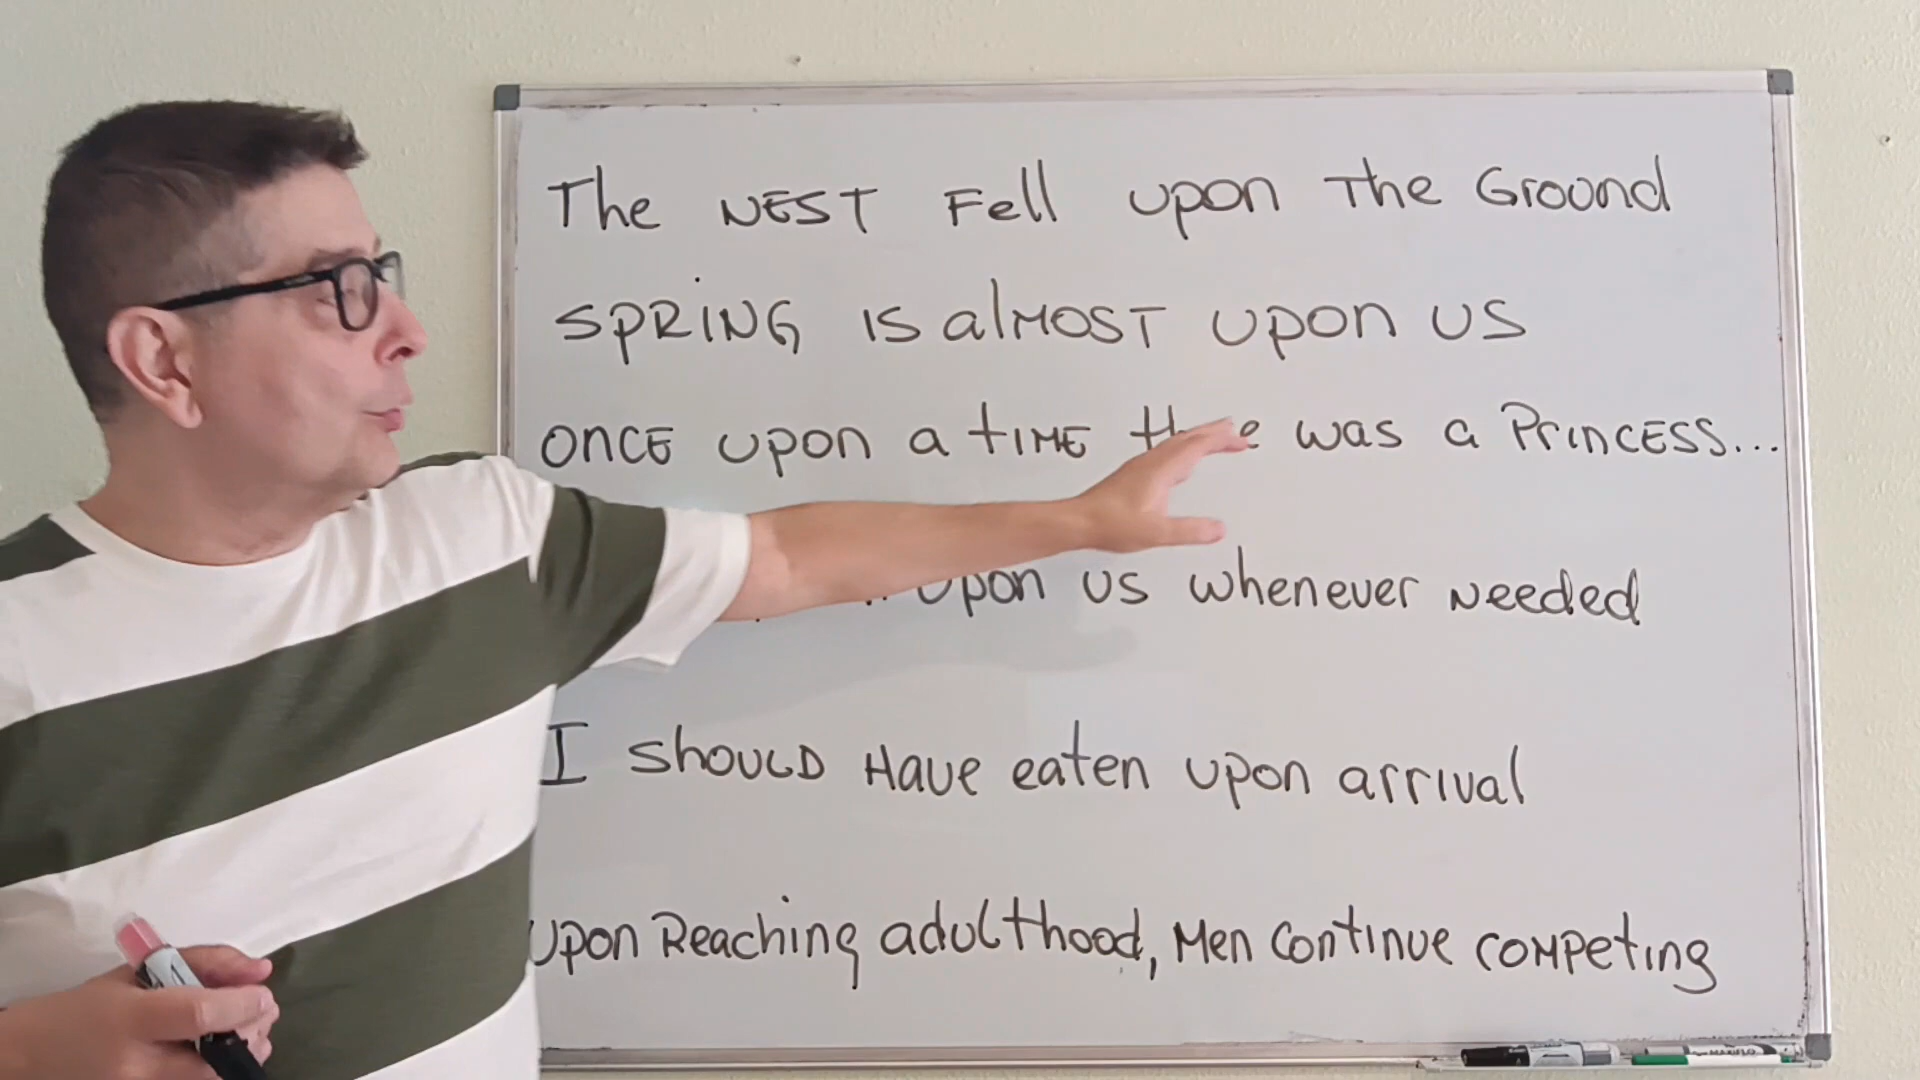 The NEST Fell upon The Ground
SPRiNG is almOST upon US
ONCE upon a tIME was a PrINCESS...
upon us whenever Needed
I should Have eaten upon arrival
Upon Reaching adulthood, Men Continue competing